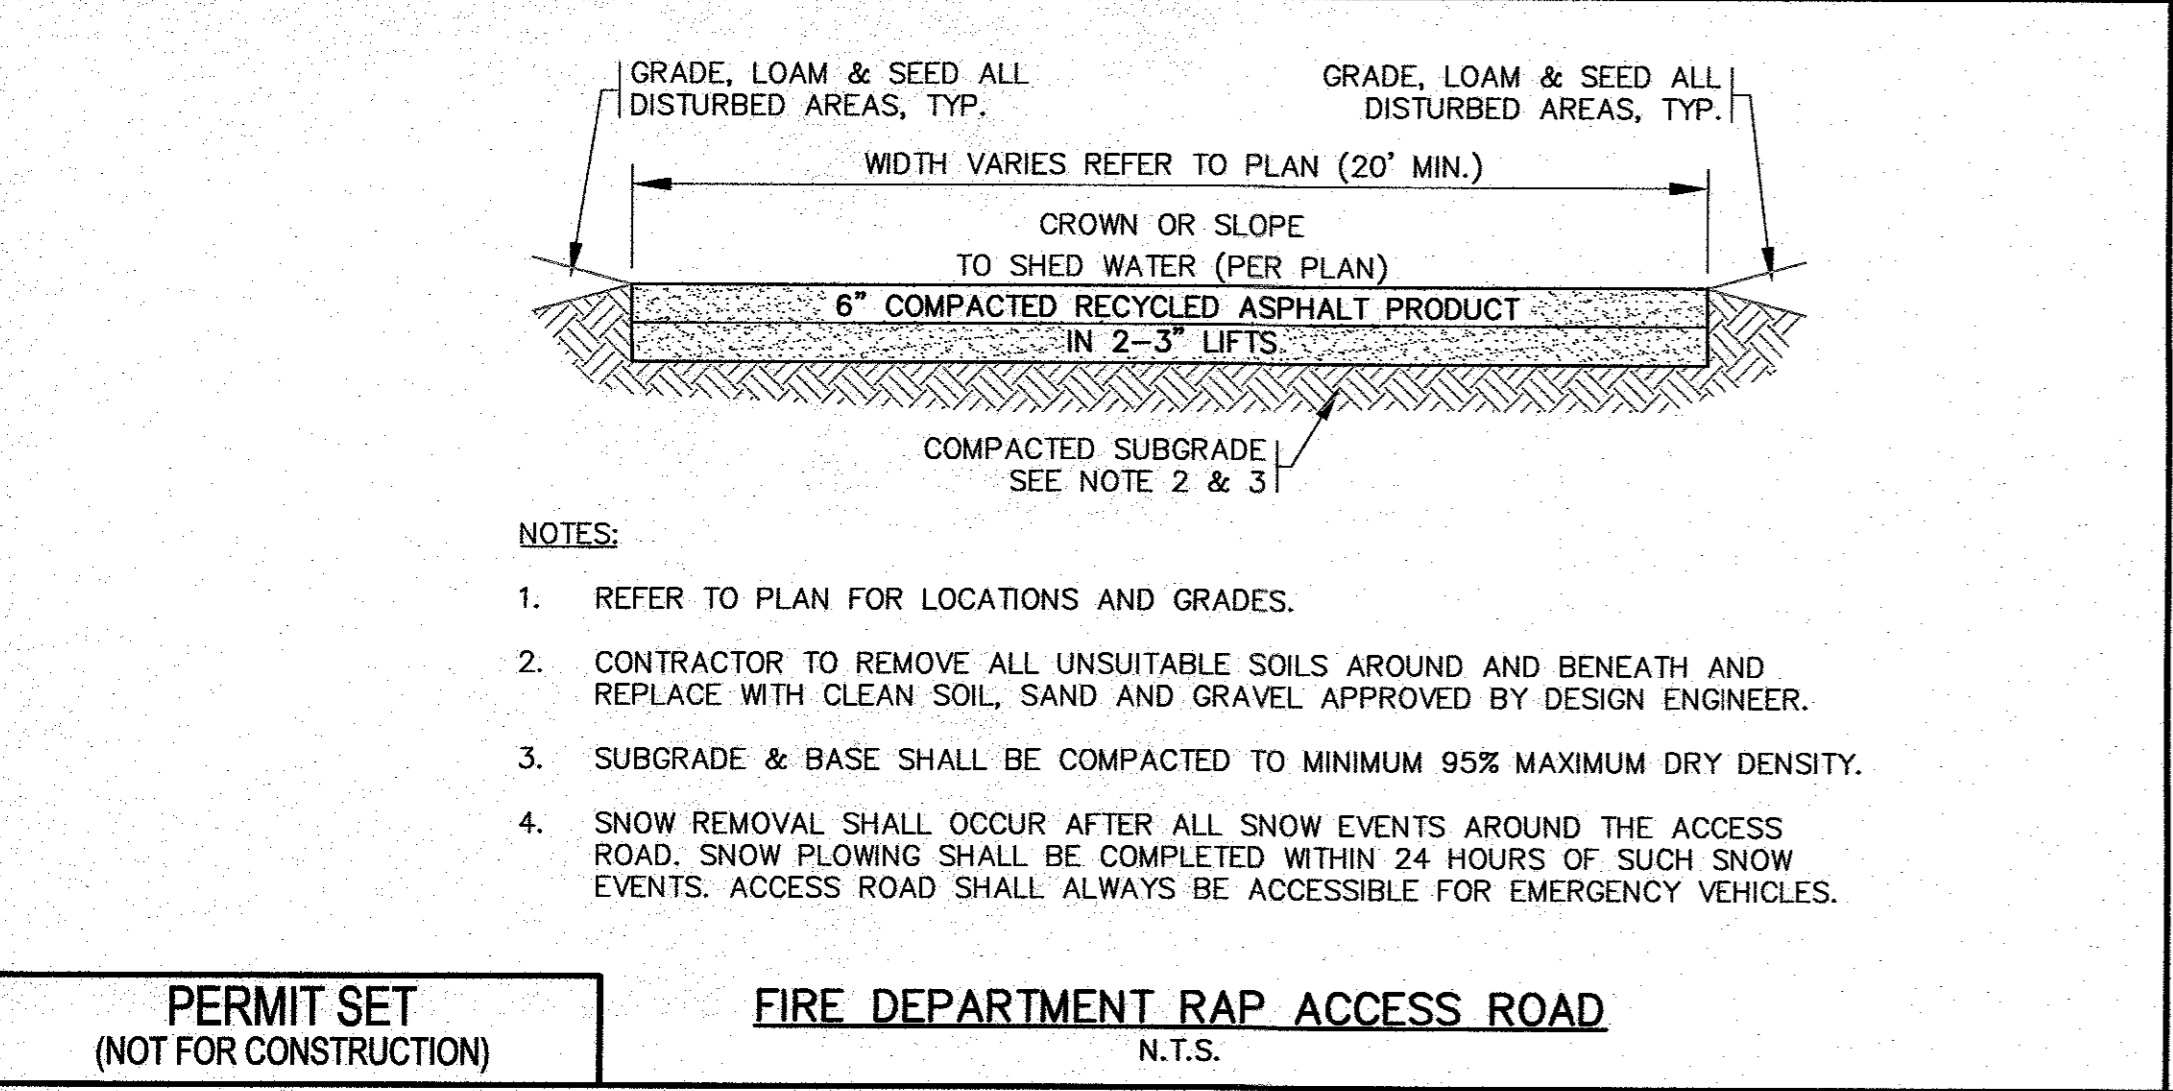 GRADE, LOAM & SEED ALL
DISTURBED AREAS, TYP.
GRADE, LOAM & SEED ALL
DISTURBED AREAS, TYP.
WIDTH VARIES REFER TO PLAN (20' MIN.)
CROWN OR SLOPE
TO SHED WATER (PER PLAN)
6" COMPACTED RECYCLED ASPHALT PRODUCT
IN 2-3" LIFTS
COMPACTED SUBGRADE
SEE NOTE 2 & 3
NOTES:
1. REFER TO PLAN FOR LOCATIONS AND GRADES.
2. CONTRACTOR TO REMOVE ALL UNSUITABLE SOILS AROUND AND BENEATH AND
REPLACE WITH CLEAN SOIL, SAND AND GRAVEL APPROVED BY DESIGN ENGINEER.
3. SUBGRADE & BASE SHALL BE COMPACTED TO MINIMUM 95% MAXIMUM DRY DENSITY.
4. SNOW REMOVAL SHALL OCCUR AFTER ALL SNOW EVENTS AROUND THE ACCESS
ROAD. SNOW PLOWING SHALL BE COMPLETED WITHIN 24 HOURS OF SUCH SNOW
EVENTS. ACCESS ROAD SHALL ALWAYS BE ACCESSIBLE FOR EMERGENCY VEHICLES.
PERMIT SET
(NOT FOR CONSTRUCTION)
FIRE DEPARTMENT RAP ACCESS ROAD
N.T.S.